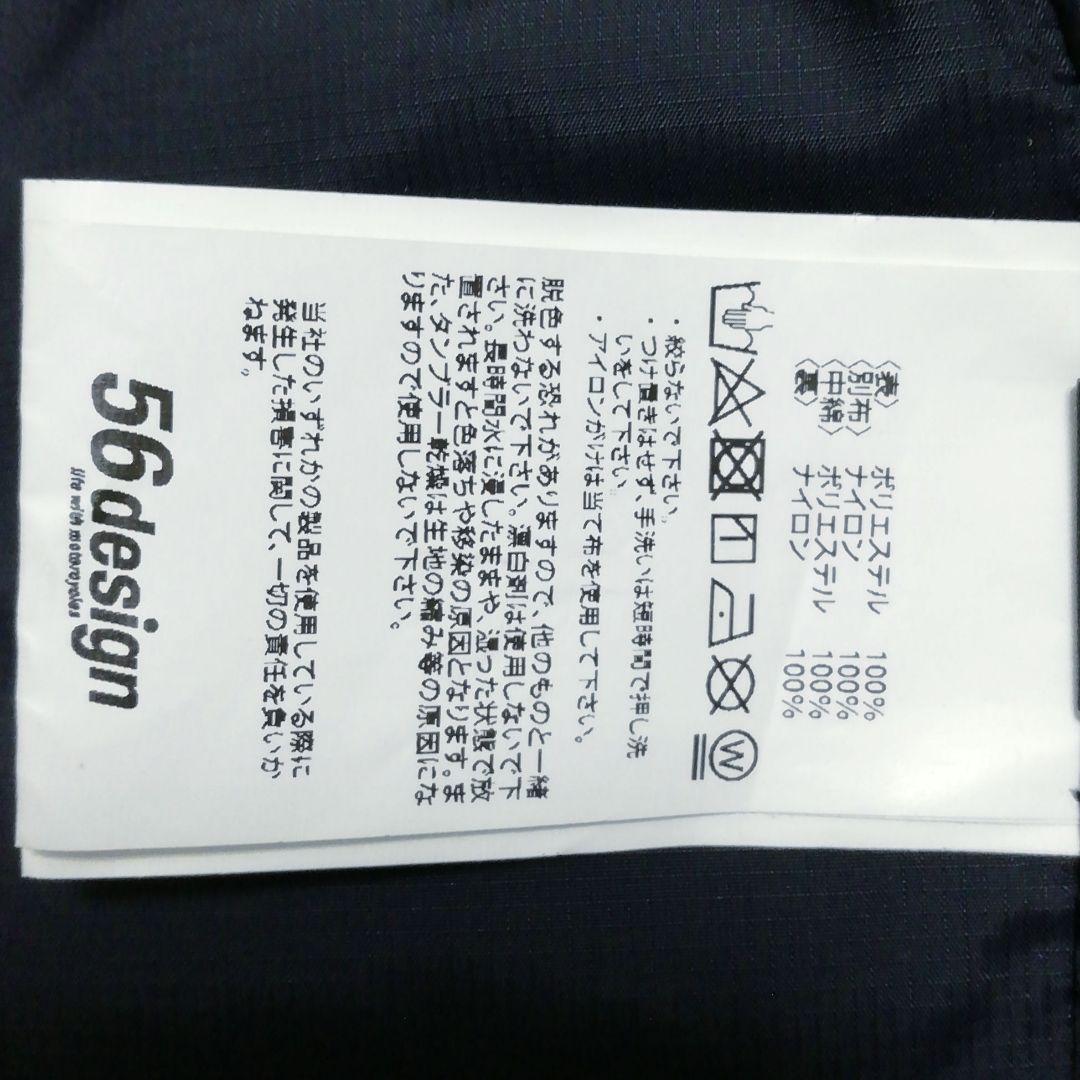 〈表〉 ポリエステル 100%
〈別布〉 ナイロン 100%
〈中綿〉 ポリエステル 100%
〈裏〉 ナイロン 100%
W
・絞らないで下さい。
・つけ置きはせず、手洗いは短時間で押し洗
いをして下さい。
・アイロンがけは当て布を使用して下さい。
脱色する恐れがありますので、他のものと一緒
に洗わないで下さい。漂白剤は使用しないで下
さい。長時間水に浸したままや、湿った状態で放
置されますと色落ちや移染の原因となります。ま
た、タンブラー乾燥は生地の縮み等の原因にな
りますので使用しないで下さい。
当社のいずれかの製品を使用している際に
発生した損害に関して、一切の責任を負いか
ねます。
56design
life with motorcycles